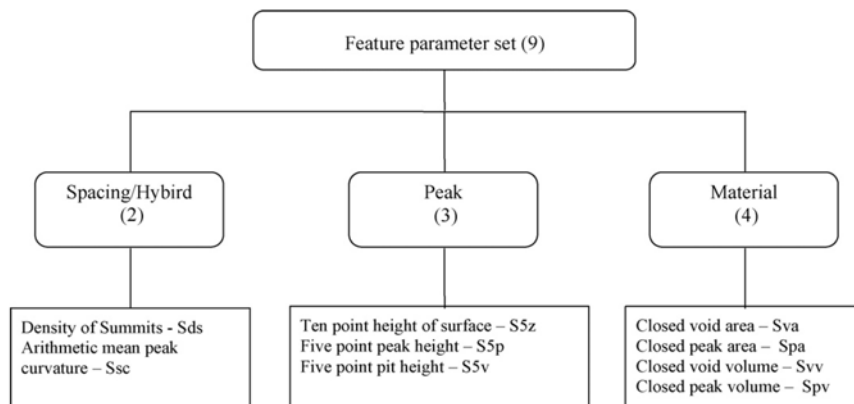 Feature parameter set (9)
Spacing/Hybird
(2)
Peak
(3)
Material
(4)
Density of Summits - Sds
Arithmetic mean peak
curvature – Ssc
Ten point height of surface – S5z
Five point peak height – S5p
Five point pit height – S5v
Closed void area – Sva
Closed peak area – Spa
Closed void volume – Svv
Closed peak volume – Spv